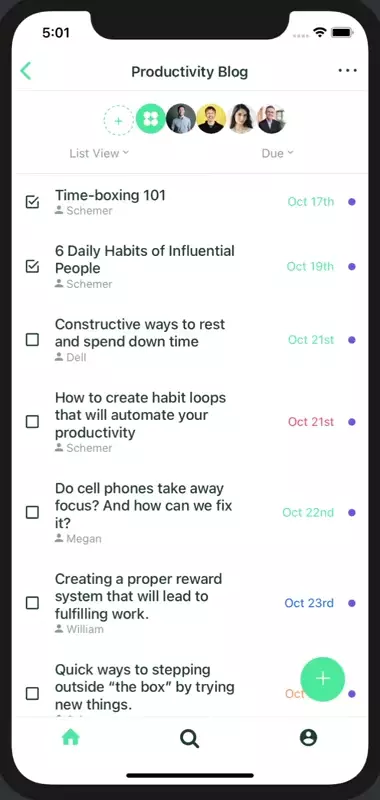 5:01
Productivity Blog
List View
Due
Time-boxing 101
Schemer
Oct 17th
6 Daily Habits of Influential
People
Schemer
Oct 19th
Constructive ways to rest
and spend down time
Dell
Oct 21st
How to create habit loops
that will automate your
productivity
Schemer
Oct 21st
Do cell phones take away
focus? And how can we fix
it?
Megan
Oct 22nd
Creating a proper reward
system that will lead to
fulfilling work.
William
Oct 23rd
Quick ways to stepping
outside “the box” by trying
new things.
Oct